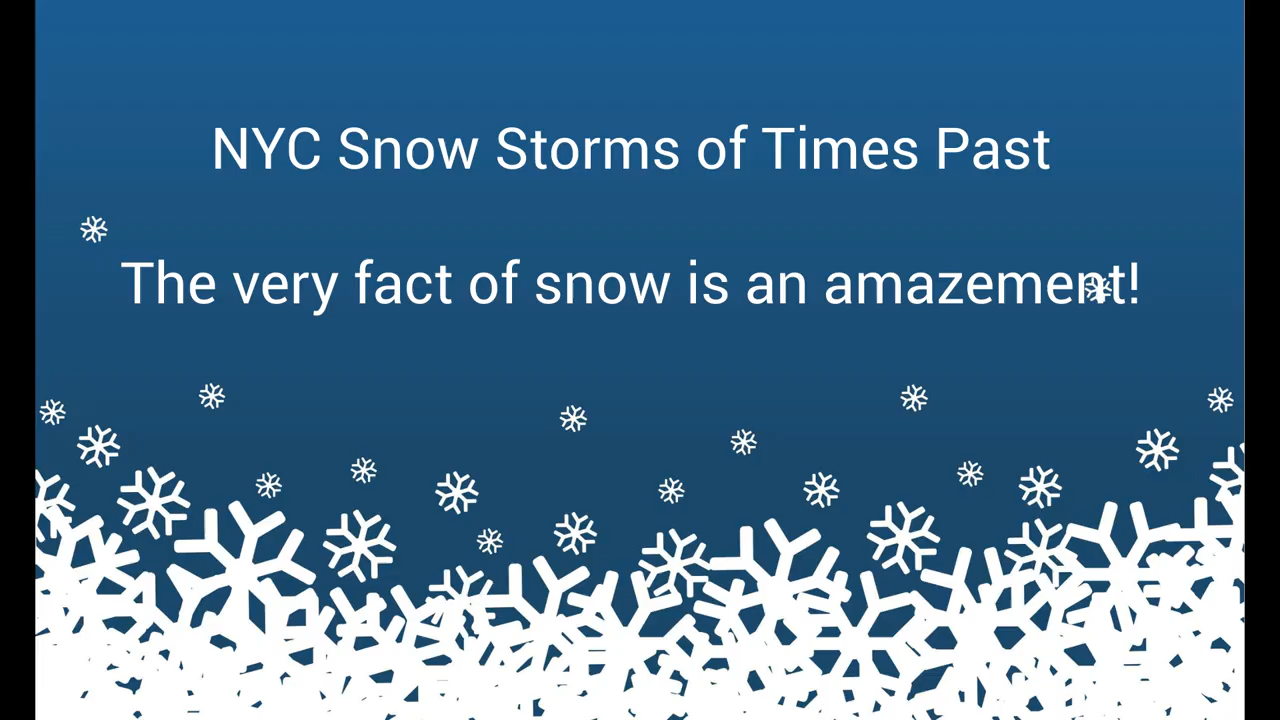 NYC Snow Storms of Times Past
The very fact of snow is an amazement!